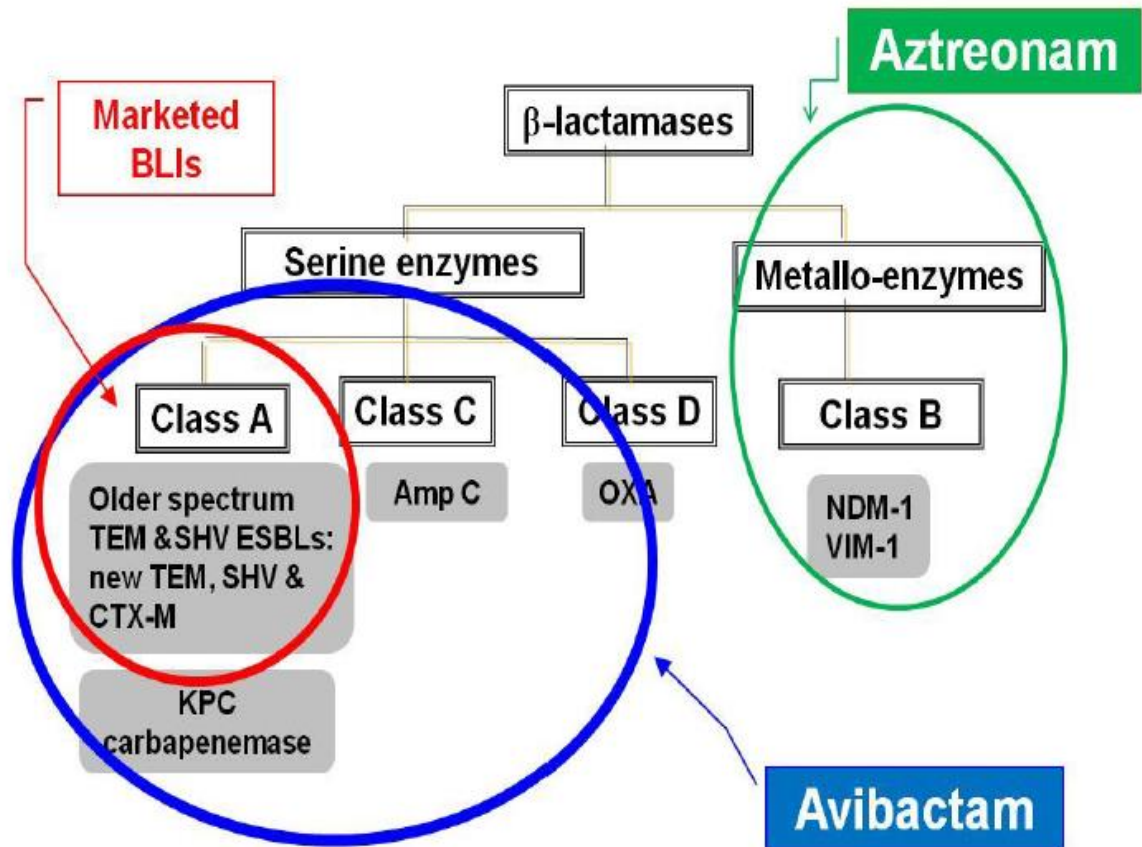 Aztreonam
Marketed
BLIs
β-lactamases
Serine enzymes
Metallo-enzymes
Class A
Class C
Class D
Class B
Older spectrum
TEM &SHV ESBLs:
new TEM, SHV &
CTX-M
Amp C
OXA
NDM-1
VIM-1
KPC
carbapenemase
Avibactam